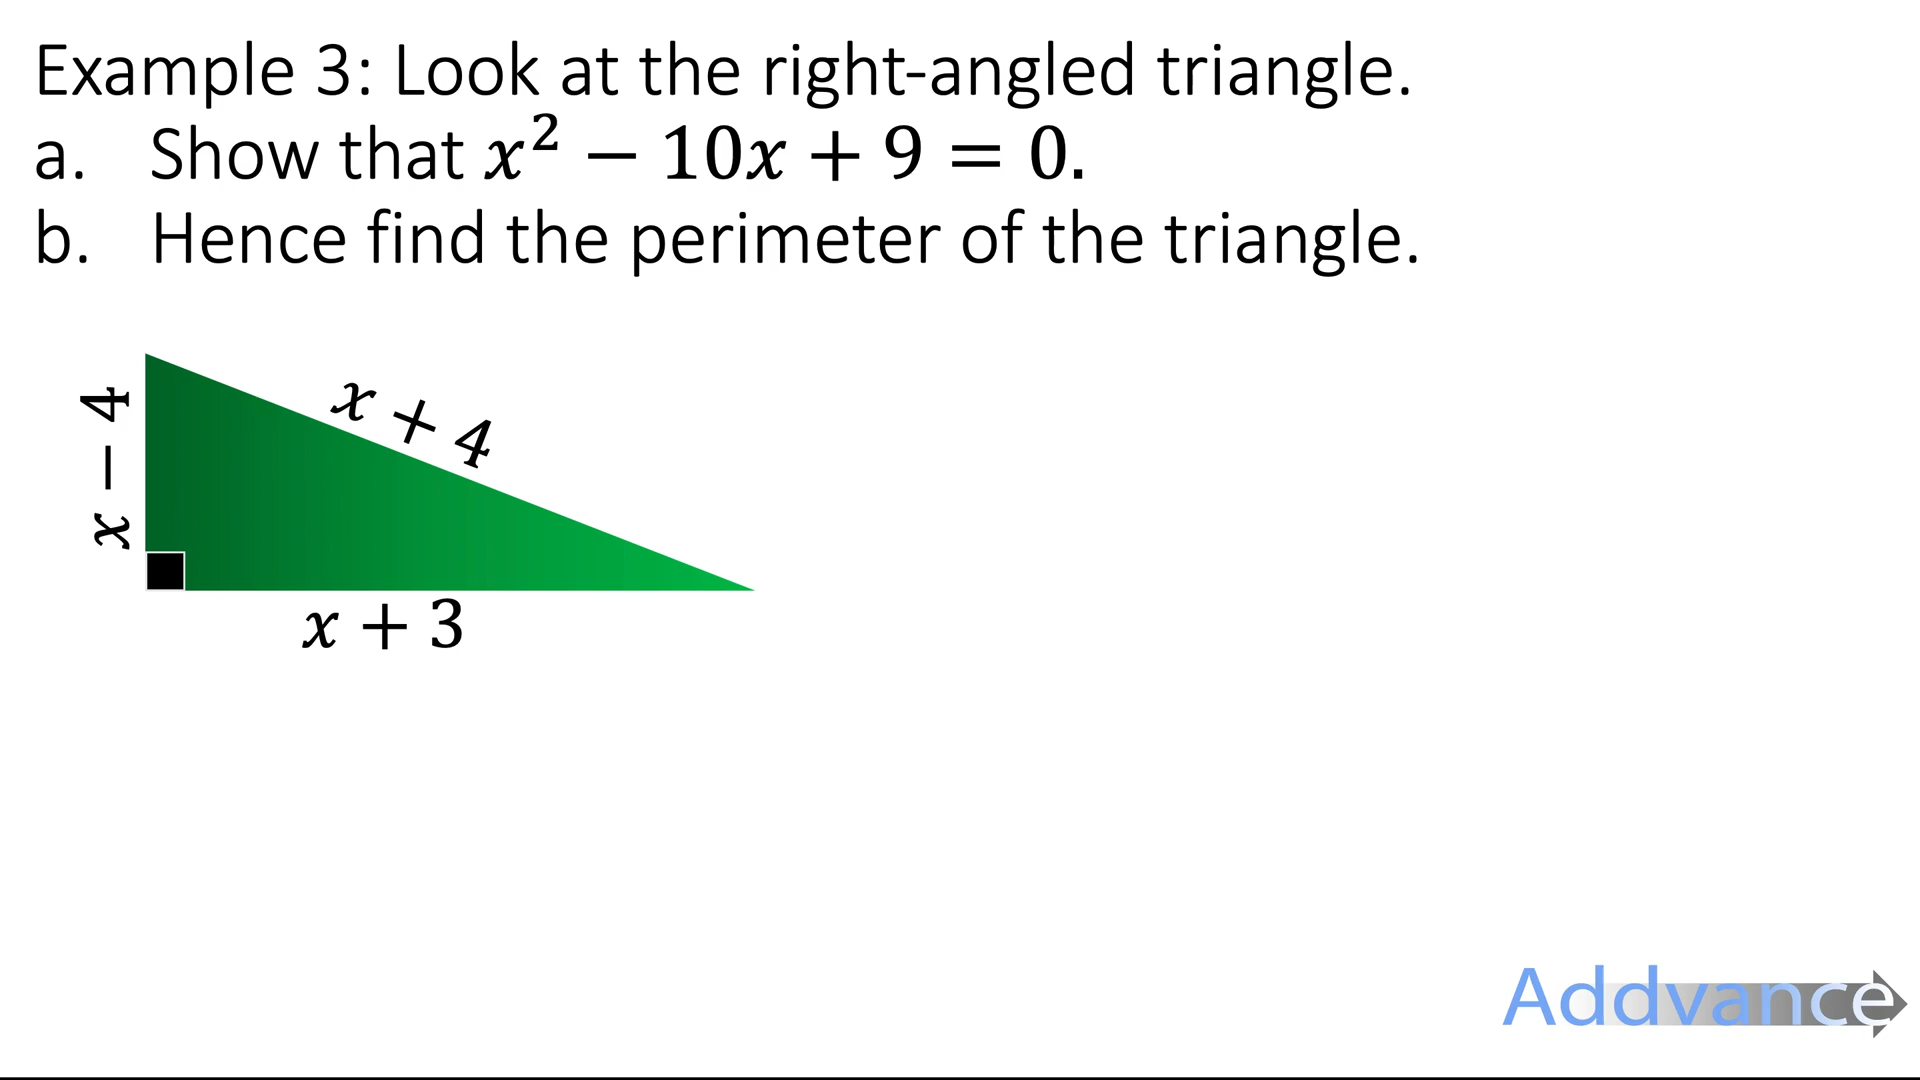 Example 3: Look at the right-angled triangle.
a. Show that x² − 10x + 9 = 0.
b. Hence find the perimeter of the triangle.
x − 4
x + 4
x + 3
Addvance